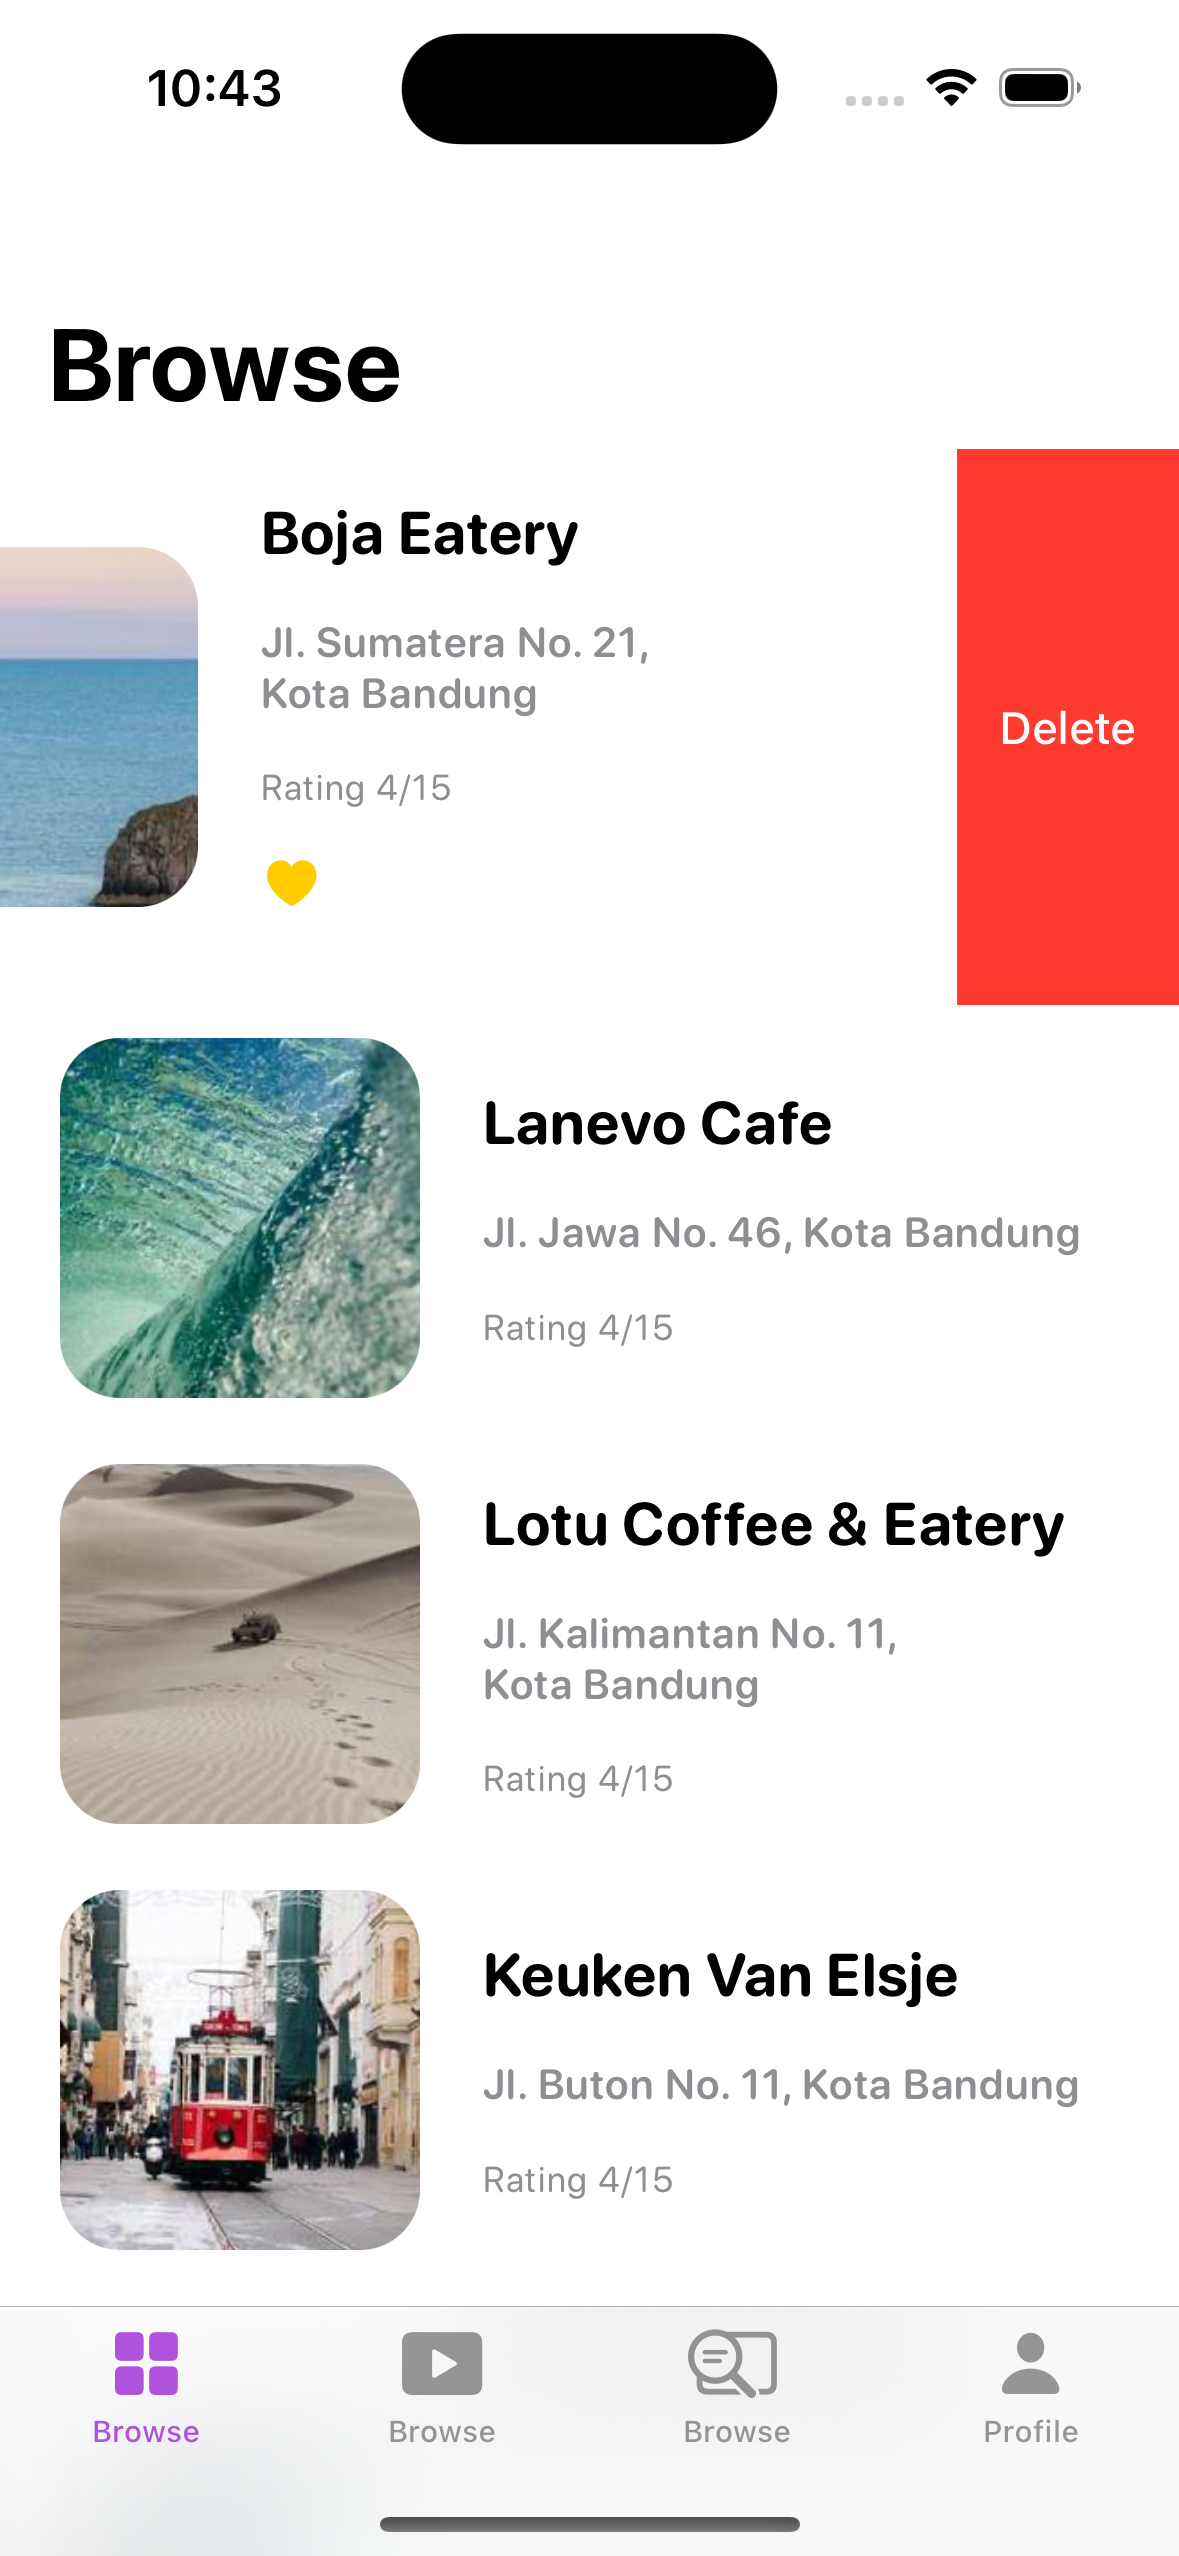 10:43
Browse
Boja Eatery
Jl. Sumatera No. 21,
Kota Bandung
Rating 4/15
Delete
Lanevo Cafe
Jl. Jawa No. 46, Kota Bandung
Rating 4/15
Lotu Coffee & Eatery
Jl. Kalimantan No. 11,
Kota Bandung
Rating 4/15
Keuken Van Elsje
Jl. Buton No. 11, Kota Bandung
Rating 4/15
Browse
Browse
Browse
Profile